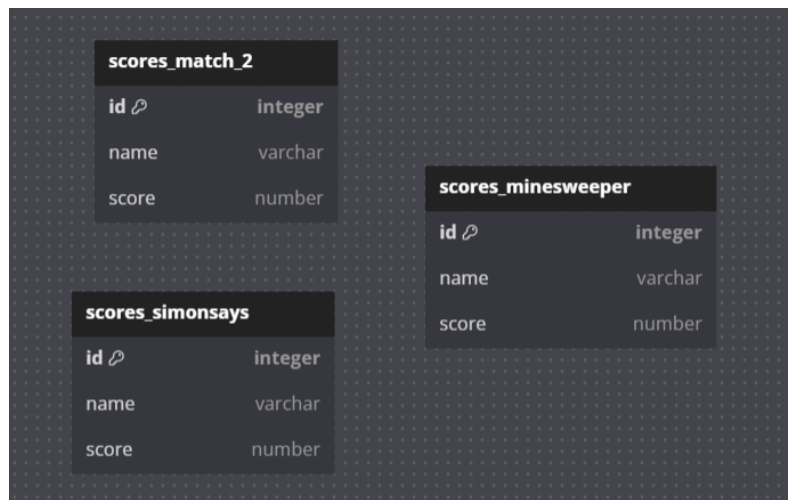 scores_match_2
id integer
name varchar
score number
scores_minesweeper
id integer
name varchar
score number
scores_simonsays
id integer
name varchar
score number